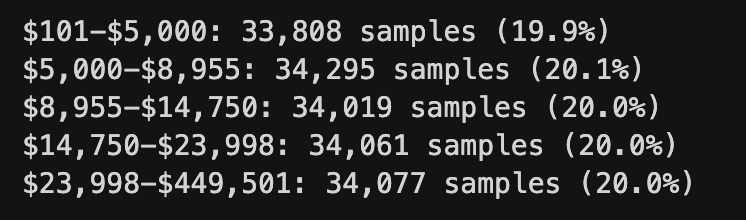 $101–$5,000: 33,808 samples (19.9%)
$5,000–$8,955: 34,295 samples (20.1%)
$8,955–$14,750: 34,019 samples (20.0%)
$14,750–$23,998: 34,061 samples (20.0%)
$23,998–$449,501: 34,077 samples (20.0%)